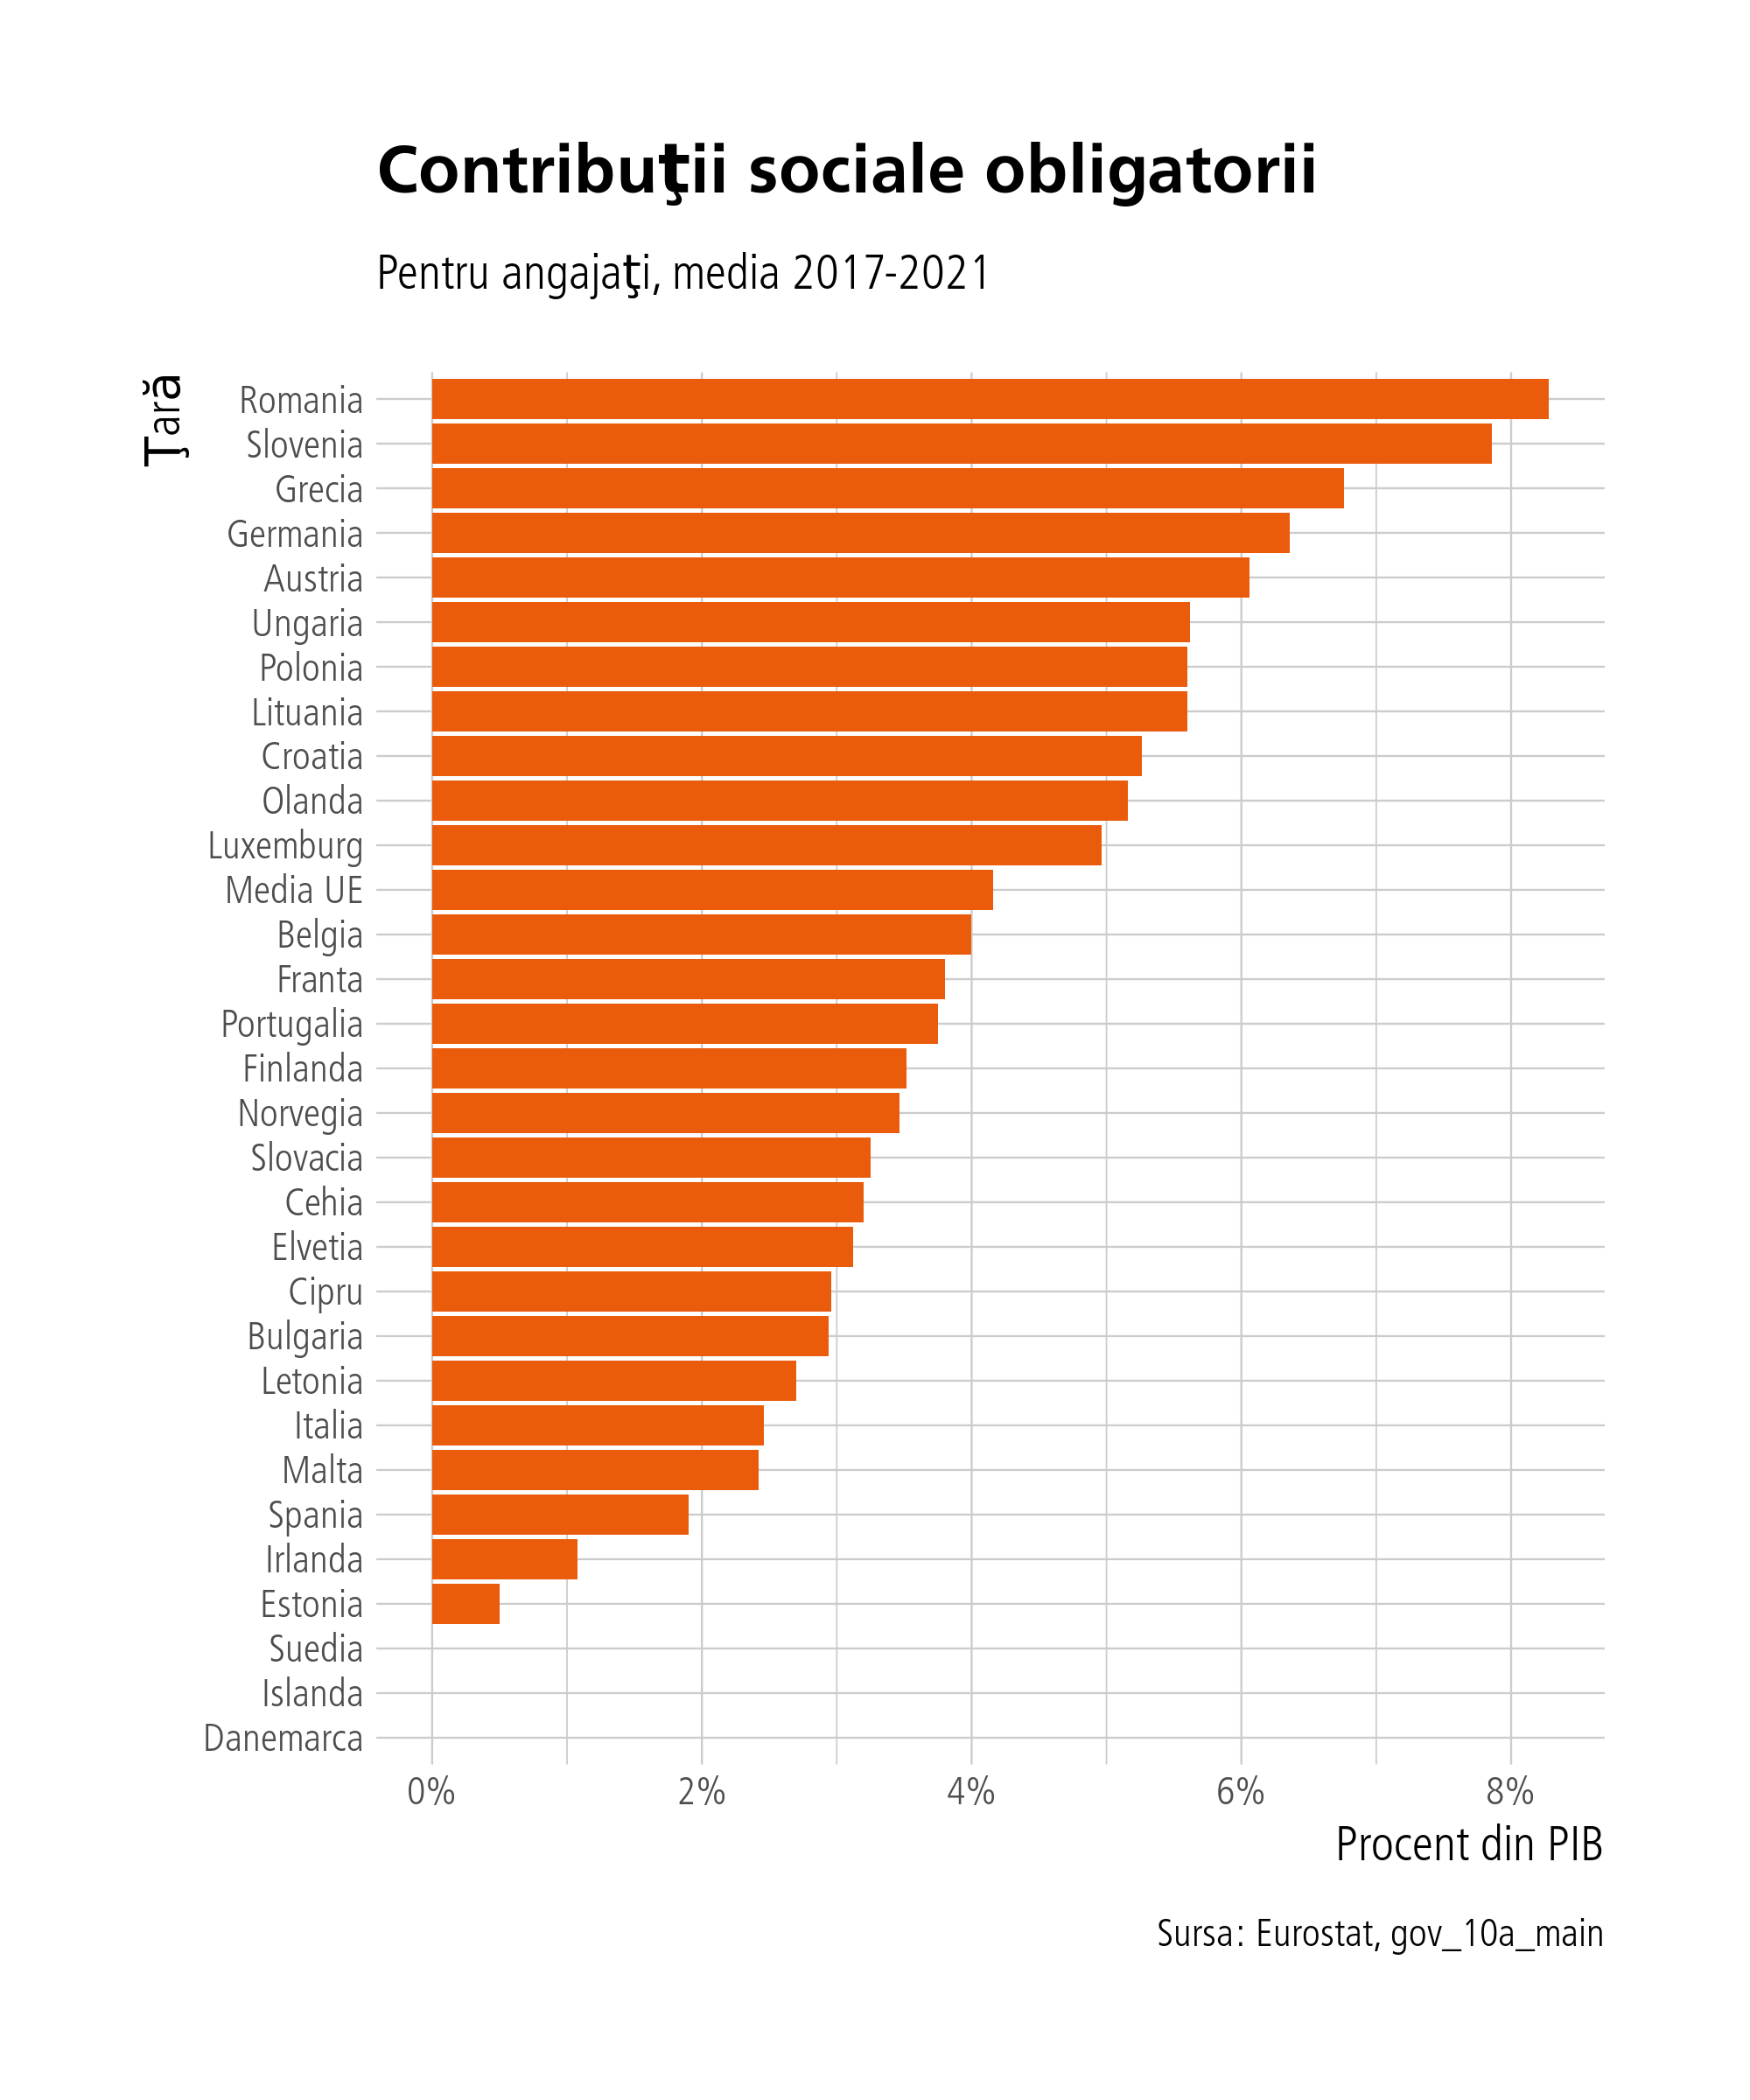 Contribuţii sociale obligatorii
Pentru angajaţi, media 2017-2021
Ţară
Romania
Slovenia
Grecia
Germania
Austria
Ungaria
Polonia
Lituania
Croatia
Olanda
Luxemburg
Media UE
Belgia
Franta
Portugalia
Finlanda
Norvegia
Slovacia
Cehia
Elvetia
Cipru
Bulgaria
Letonia
Italia
Malta
Spania
Irlanda
Estonia
Suedia
Islanda
Danemarca
0% 2% 4% 6% 8%
Procent din PIB
Sursa: Eurostat, gov_10a_main